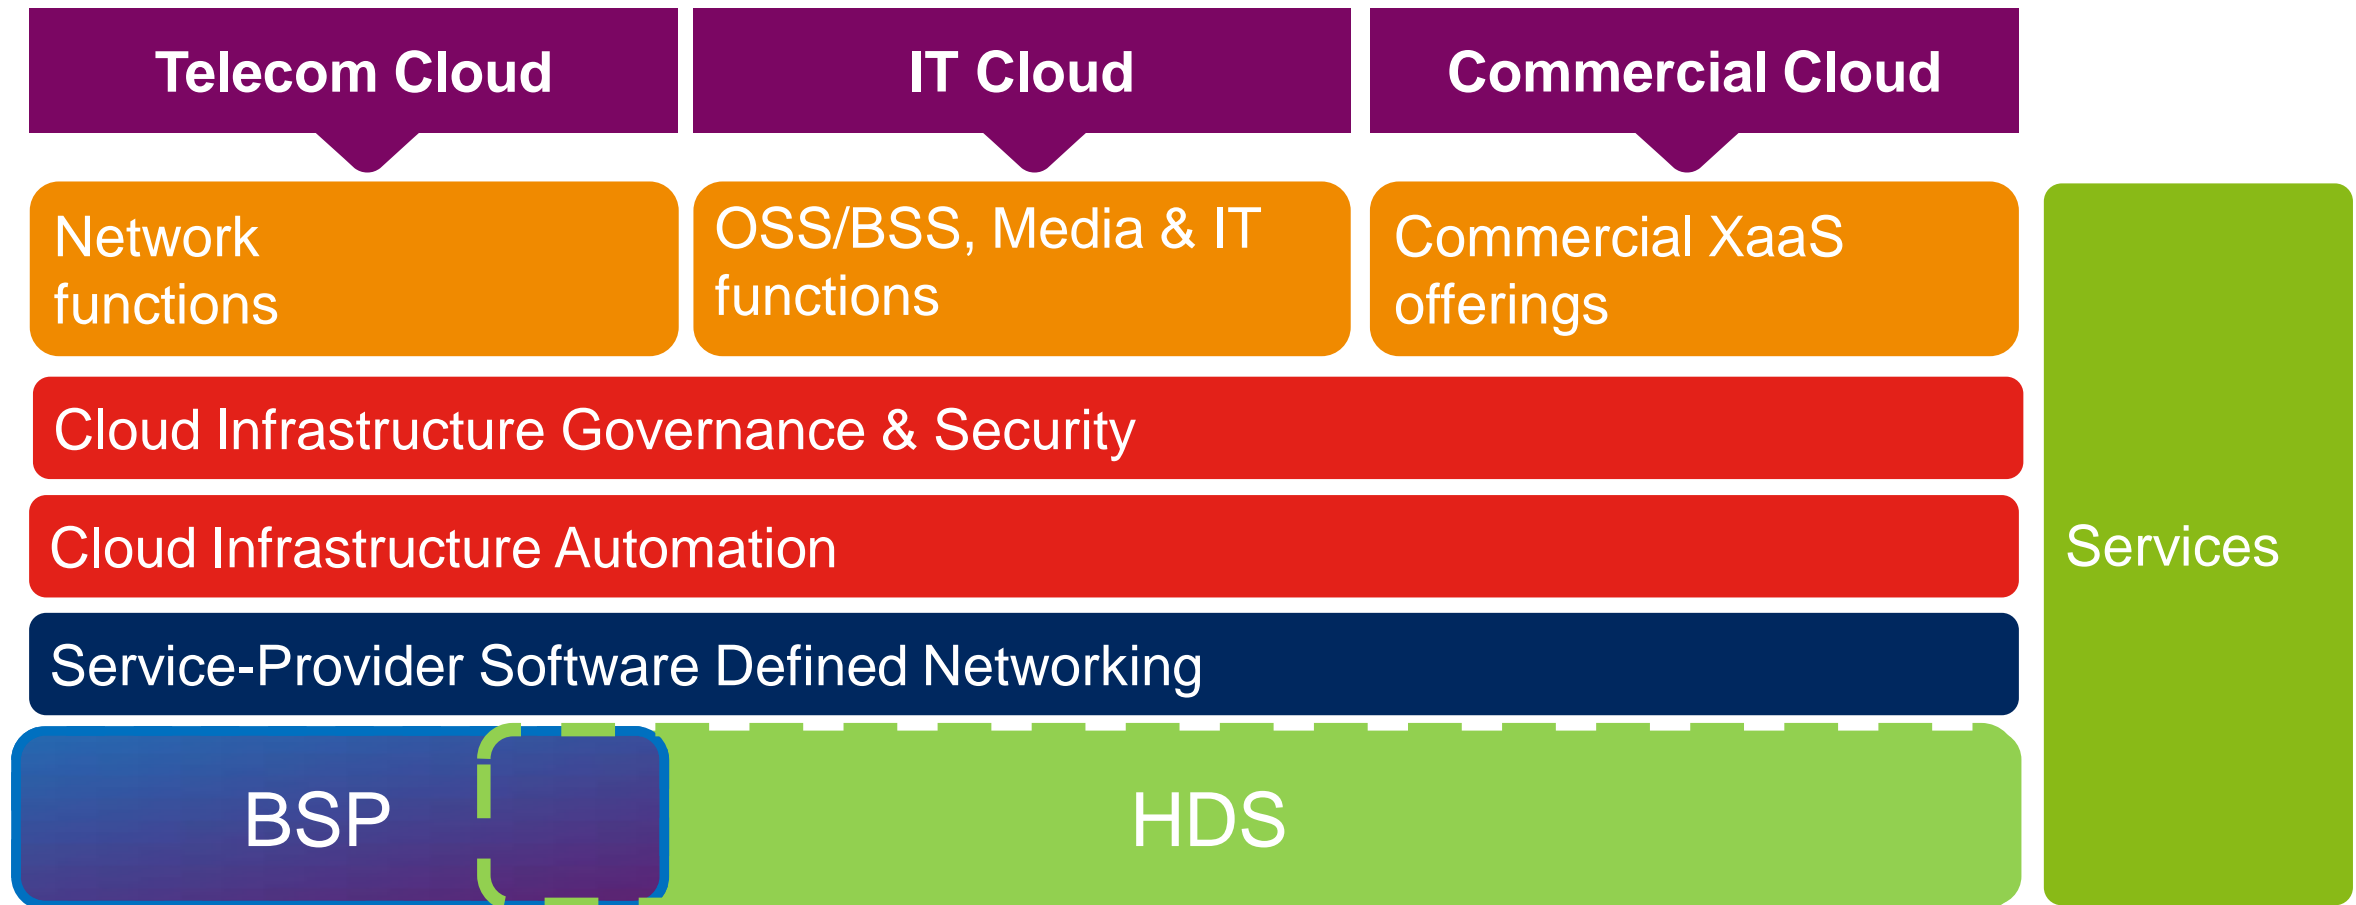 Telecom Cloud
IT Cloud
Commercial Cloud
Network
functions
OSS/BSS, Media & IT
functions
Commercial XaaS
offerings
Cloud Infrastructure Governance & Security
Cloud Infrastructure Automation
Service-Provider Software Defined Networking
BSP
HDS
Services